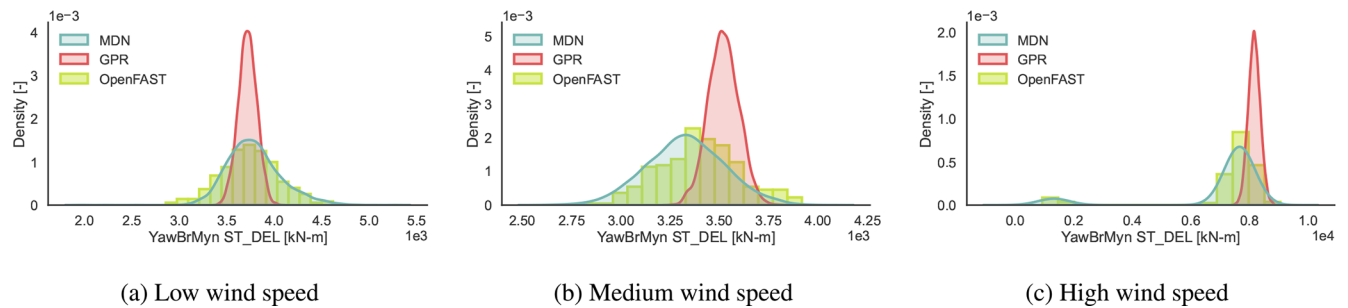 1e−3
4
3
2
1
0
Density [-]
MDN
GPR
OpenFAST
2.0 2.5 3.0 3.5 4.0 4.5 5.0 5.5
YawBrMyn ST_DEL [kN-m]
1e3
(a) Low wind speed
1e−3
5
4
3
2
1
0
Density [-]
MDN
GPR
OpenFAST
2.50 2.75 3.00 3.25 3.50 3.75 4.00 4.25
YawBrMyn ST_DEL [kN-m]
1e3
(b) Medium wind speed
1e−3
2.0
1.5
1.0
0.5
0.0
Density [-]
MDN
GPR
OpenFAST
0.0 0.2 0.4 0.6 0.8 1.0
YawBrMyn ST_DEL [kN-m]
1e4
(c) High wind speed